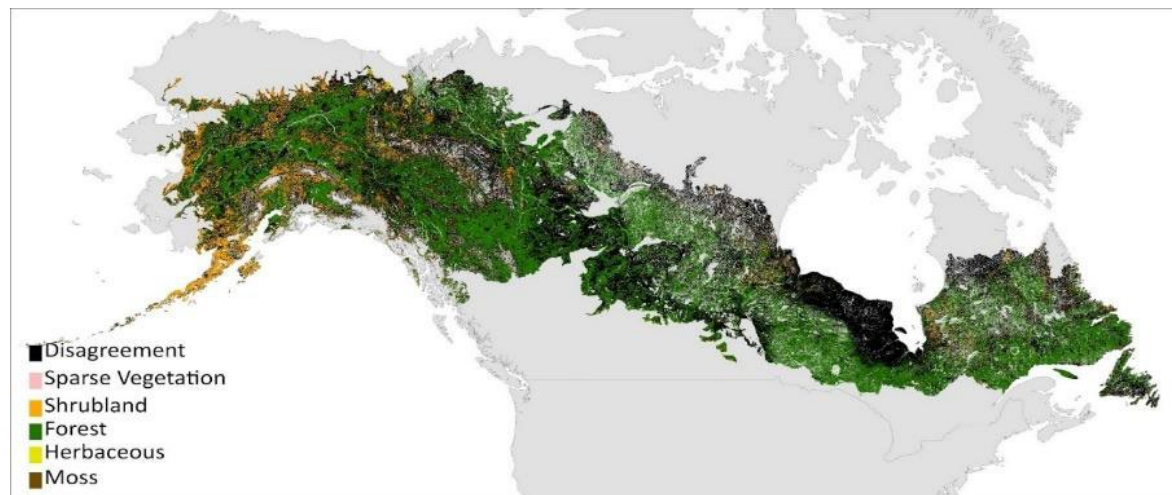 Disagreement
Sparse Vegetation
Shrubland
Forest
Herbaceous
Moss